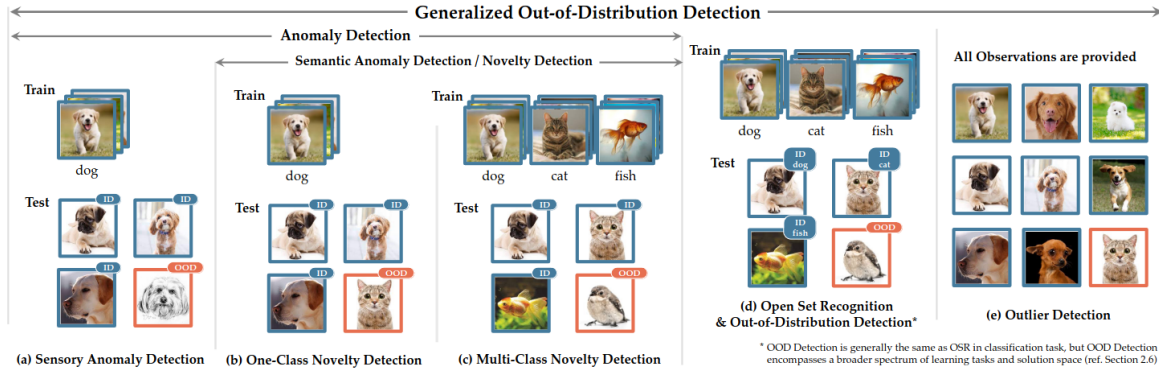 Generalized Out-of-Distribution Detection
Anomaly Detection
Semantic Anomaly Detection / Novelty Detection
Train
dog
Test
ID
ID
ID
OOD
(a) Sensory Anomaly Detection
Train
dog
Test
ID
ID
ID
OOD
(b) One-Class Novelty Detection
Train
dog
cat
fish
Test
ID
ID
ID
OOD
(c) Multi-Class Novelty Detection
Train
dog
cat
fish
Test
ID
dog
ID
cat
ID
fish
OOD
(d) Open Set Recognition
& Out-of-Distribution Detection*
All Observations are provided
(e) Outlier Detection
* OOD Detection is generally the same as OSR in classification task, but OOD Detection
encompasses a broader spectrum of learning tasks and solution space (ref. Section 2.6)